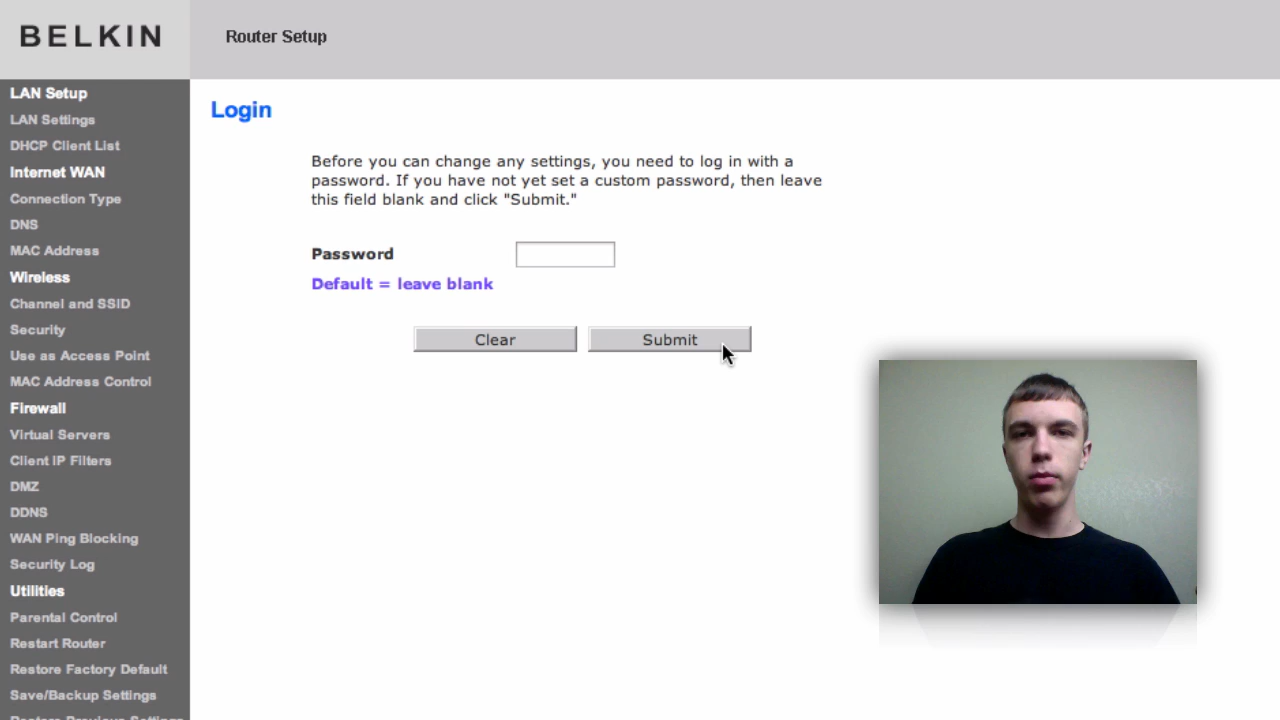 BELKIN
Router Setup
LAN Setup
LAN Settings
DHCP Client List
Internet WAN
Connection Type
DNS
MAC Address
Wireless
Channel and SSID
Security
Use as Access Point
MAC Address Control
Firewall
Virtual Servers
Client IP Filters
DMZ
DDNS
WAN Ping Blocking
Security Log
Utilities
Parental Control
Restart Router
Restore Factory Default
Save/Backup Settings
Restore Previous Settings
Login
Before you can change any settings, you need to log in with a
password. If you have not yet set a custom password, then leave
this field blank and click "Submit."
Password
Default = leave blank
Clear
Submit